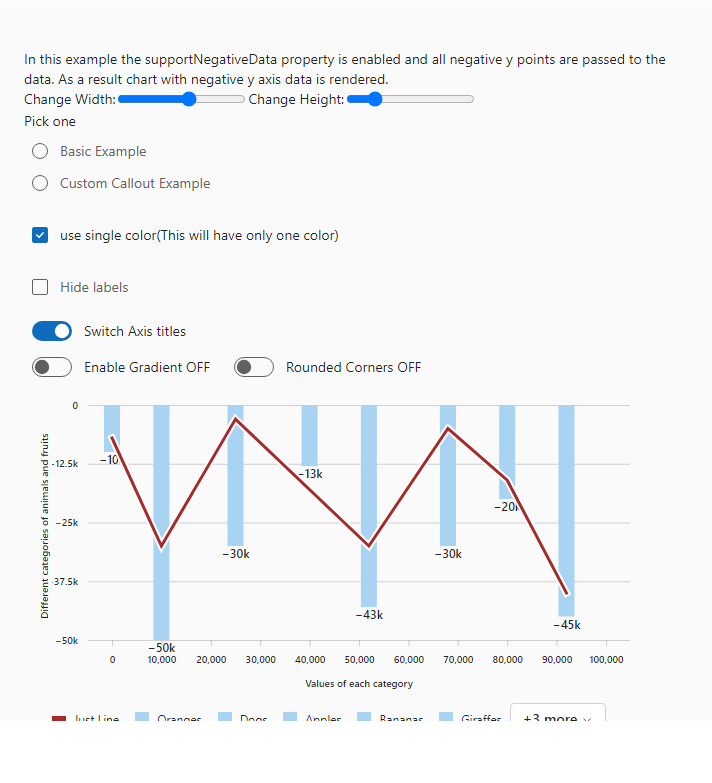 In this example the supportNegativeData property is enabled and all negative y points are passed to the
data. As a result chart with negative y axis data is rendered.
Change Width: Change Height:
Pick one
Basic Example
Custom Callout Example
use single color(This will have only one color)
Hide labels
Switch Axis titles
Enable Gradient OFF Rounded Corners OFF
Different categories of animals and fruits
0
−12.5k
−25k
−37.5k
−50k
−10
−50k
−30k
−13k
−43k
−30k
−20k
−45k
0 10,000 20,000 30,000 40,000 50,000 60,000 70,000 80,000 90,000 100,000
Values of each category
Just Line Oranges Dogs Apples Bananas Giraffes +3 more